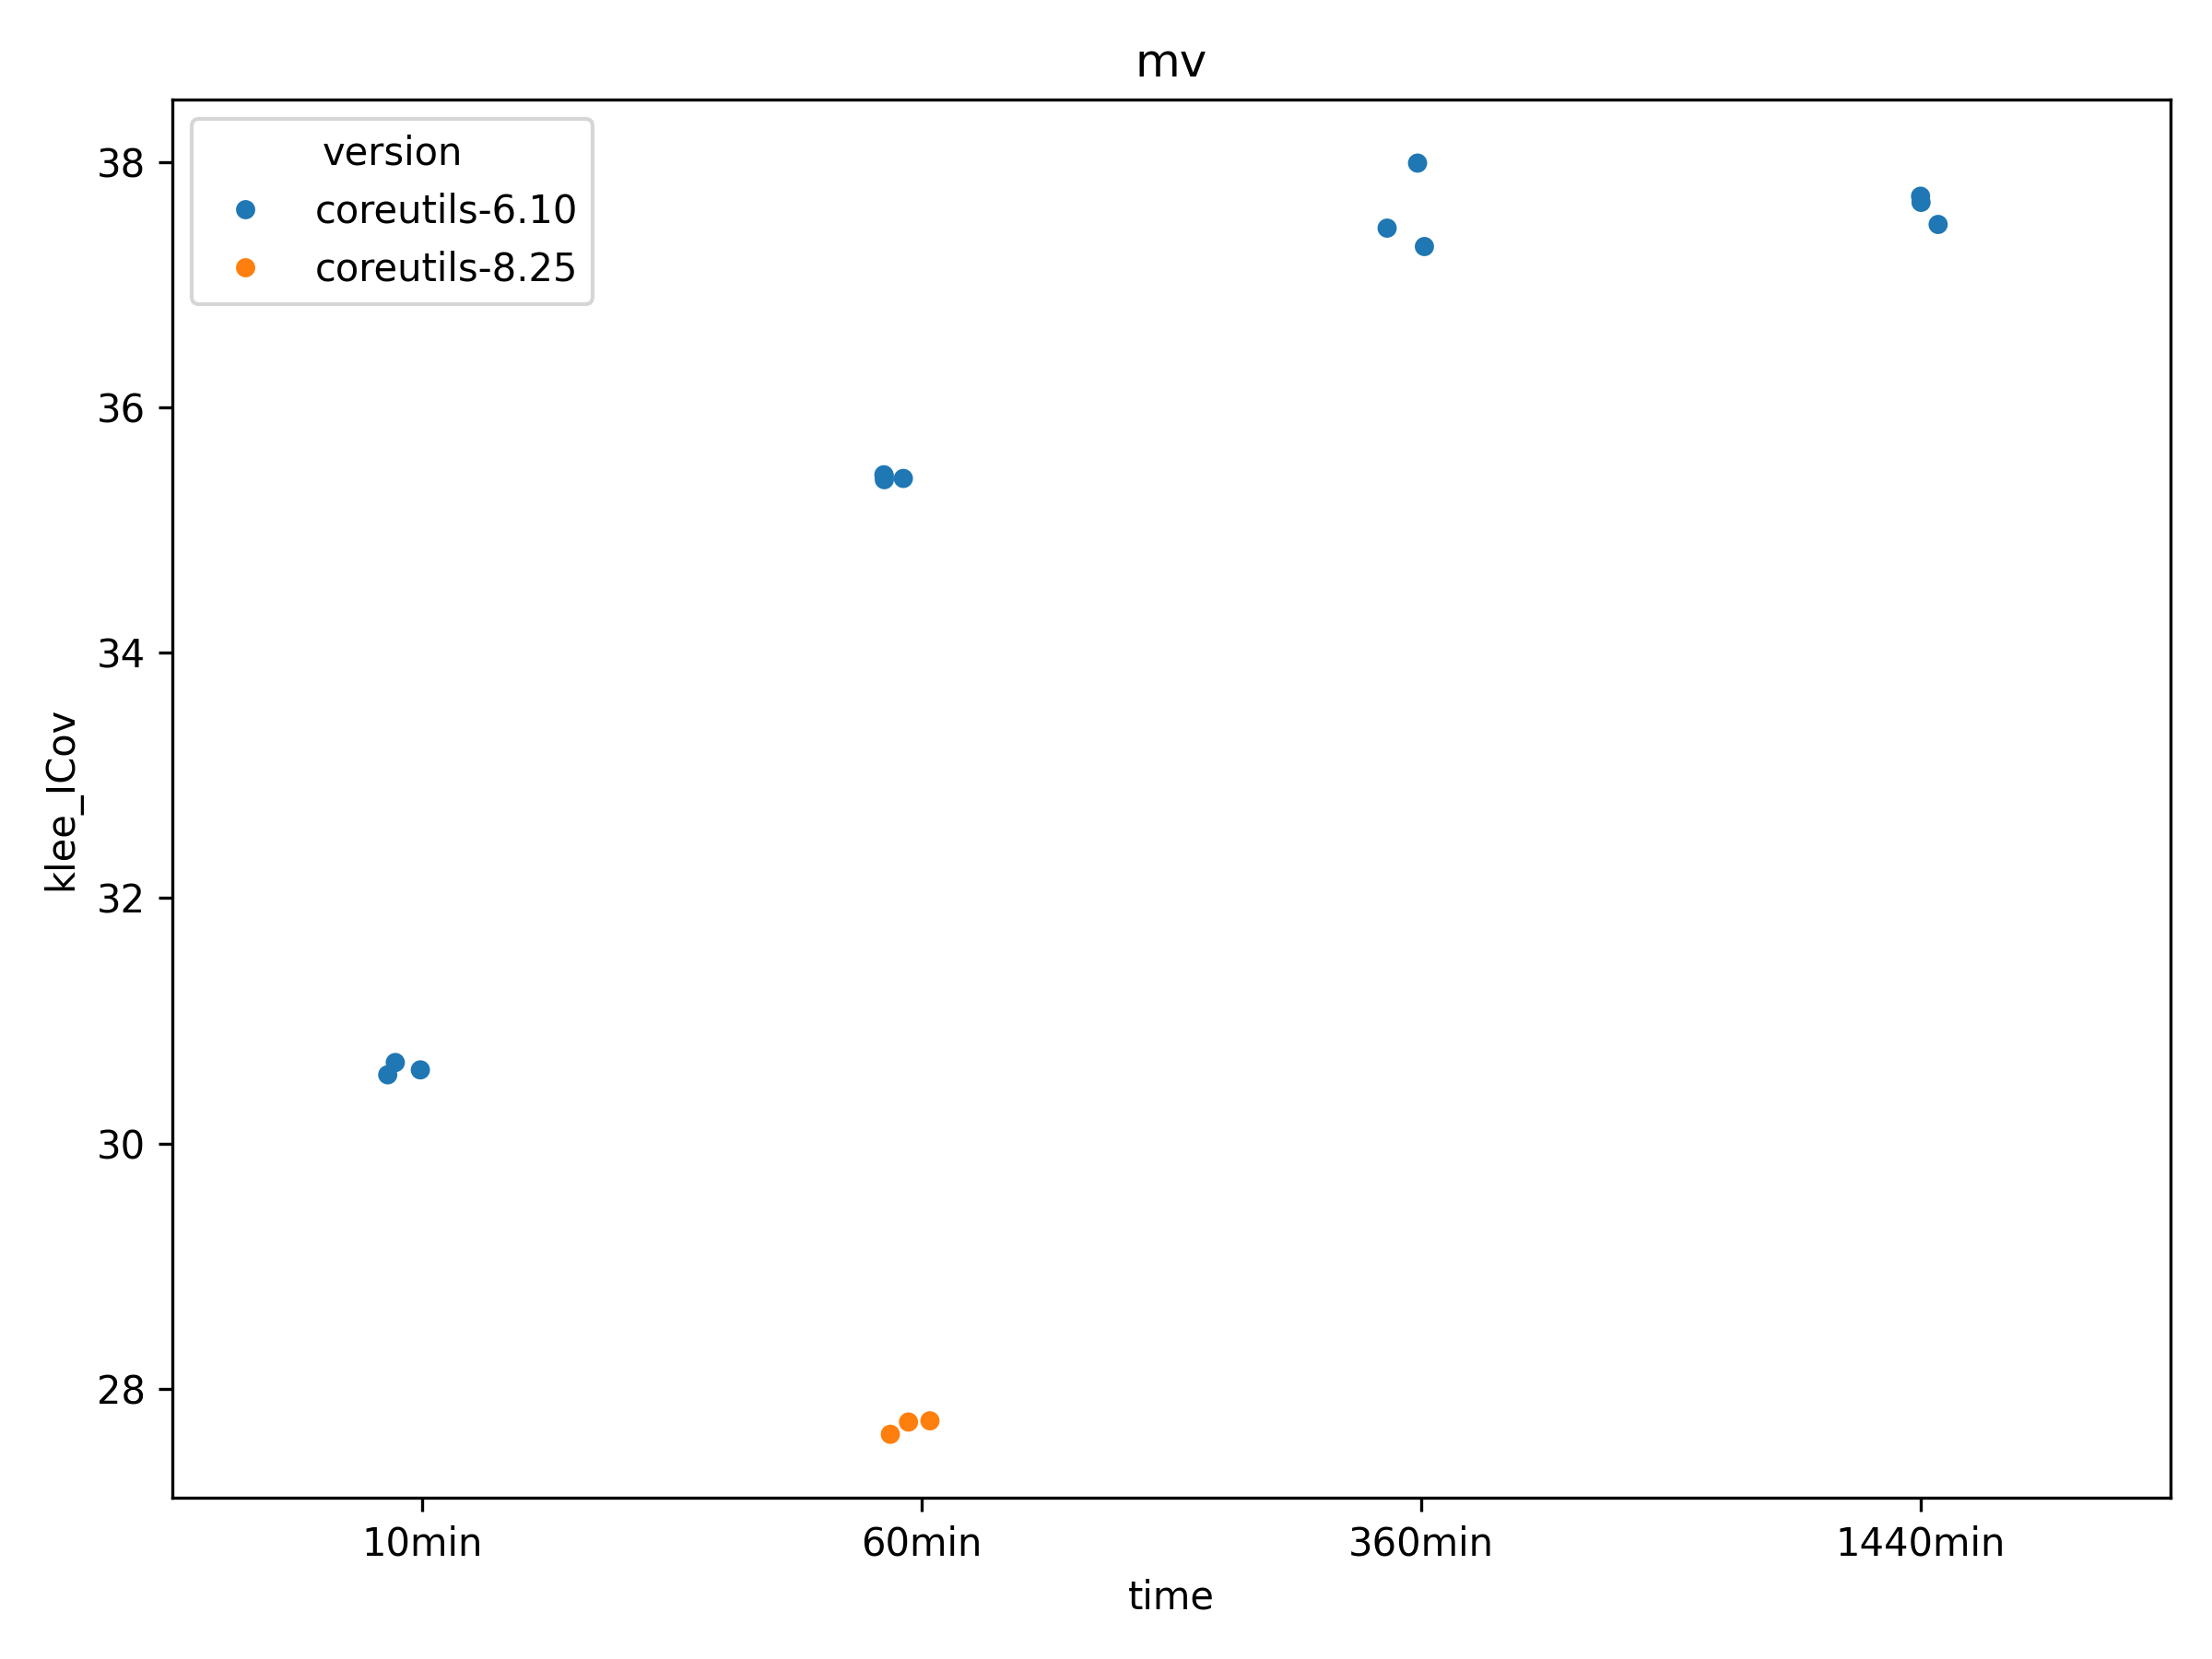 mv
version
coreutils-6.10
coreutils-8.25
38
36
34
32
30
28
klee_ICov
10min 60min 360min 1440min
time